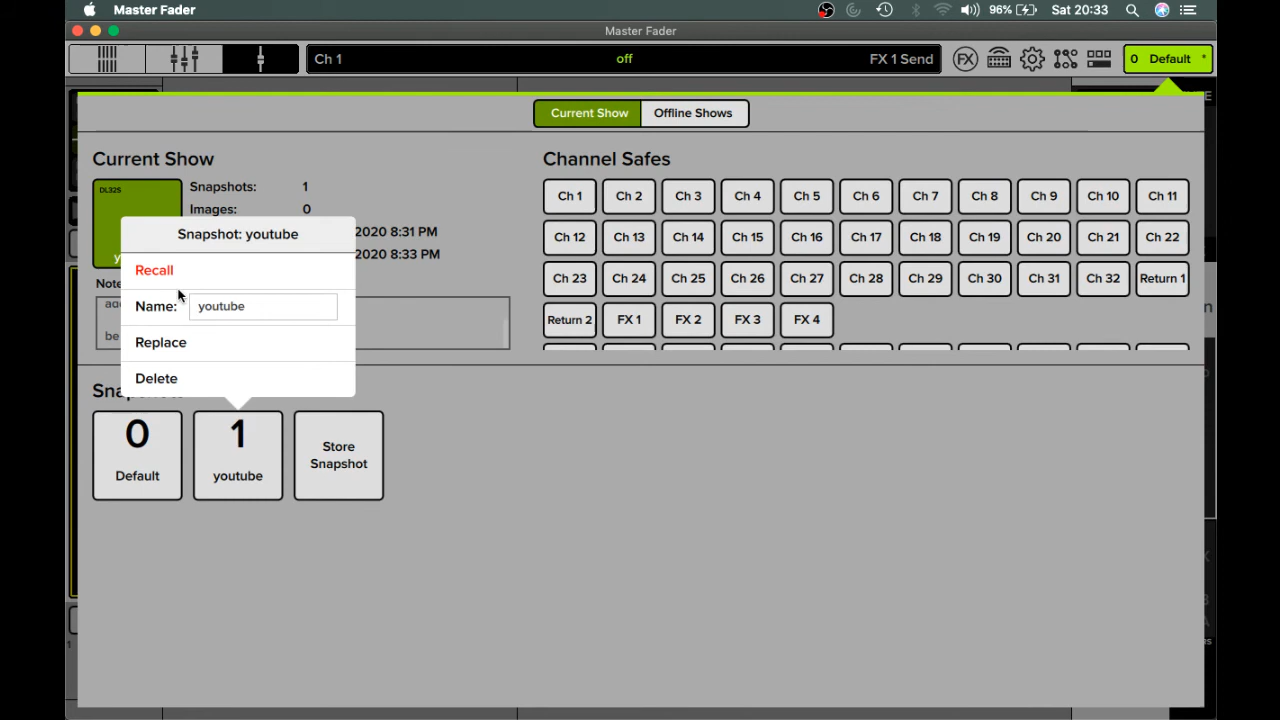 Master Fader
96%
Sat 20:33
Master Fader
Ch 1
off
FX 1 Send
FX
0 Default *
Current Show
Offline Shows
Current Show
DL32S
Snapshots: 1
Images: 0
2020 8:31 PM
2020 8:33 PM
Note
be
Snapshot: youtube
Recall
Name: youtube
Replace
Delete
Channel Safes
Ch 1 Ch 2 Ch 3 Ch 4 Ch 5 Ch 6 Ch 7 Ch 8 Ch 9 Ch 10 Ch 11
Ch 12 Ch 13 Ch 14 Ch 15 Ch 16 Ch 17 Ch 18 Ch 19 Ch 20 Ch 21 Ch 22
Ch 23 Ch 24 Ch 25 Ch 26 Ch 27 Ch 28 Ch 29 Ch 30 Ch 31 Ch 32 Return 1
Return 2 FX 1 FX 2 FX 3 FX 4
0
Default
1
youtube
Store
Snapshot